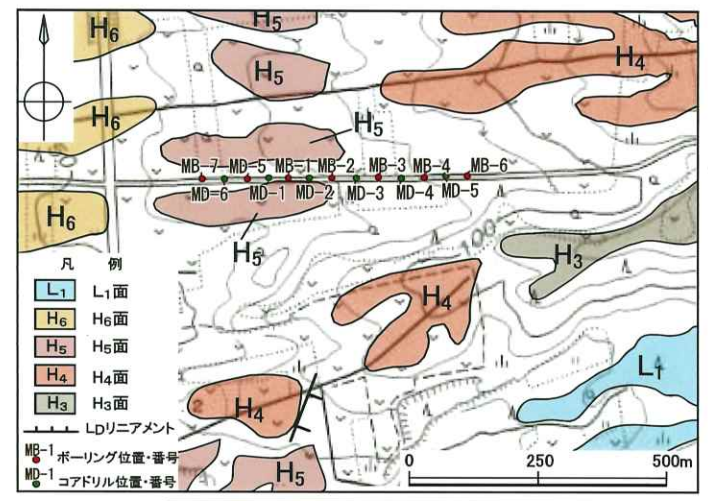 H5
H6
H5
H4
H6
H5
MB-7 MD-5 MB-1 MB-2 MB-3 MB-4 MB-6
MD=6 MD-1 MD-2 MD-3 MD-4 MD-5
H6
H5
100
H3
凡 例
L1 L1面
H6 H6面
H5 H5面
H4 H4面
H3 H3面
LDリニアメント
MB-1 ボーリング位置・番号
MD-1 コアドリル位置・番号
H4
L1
H4
H5
0 250 500m